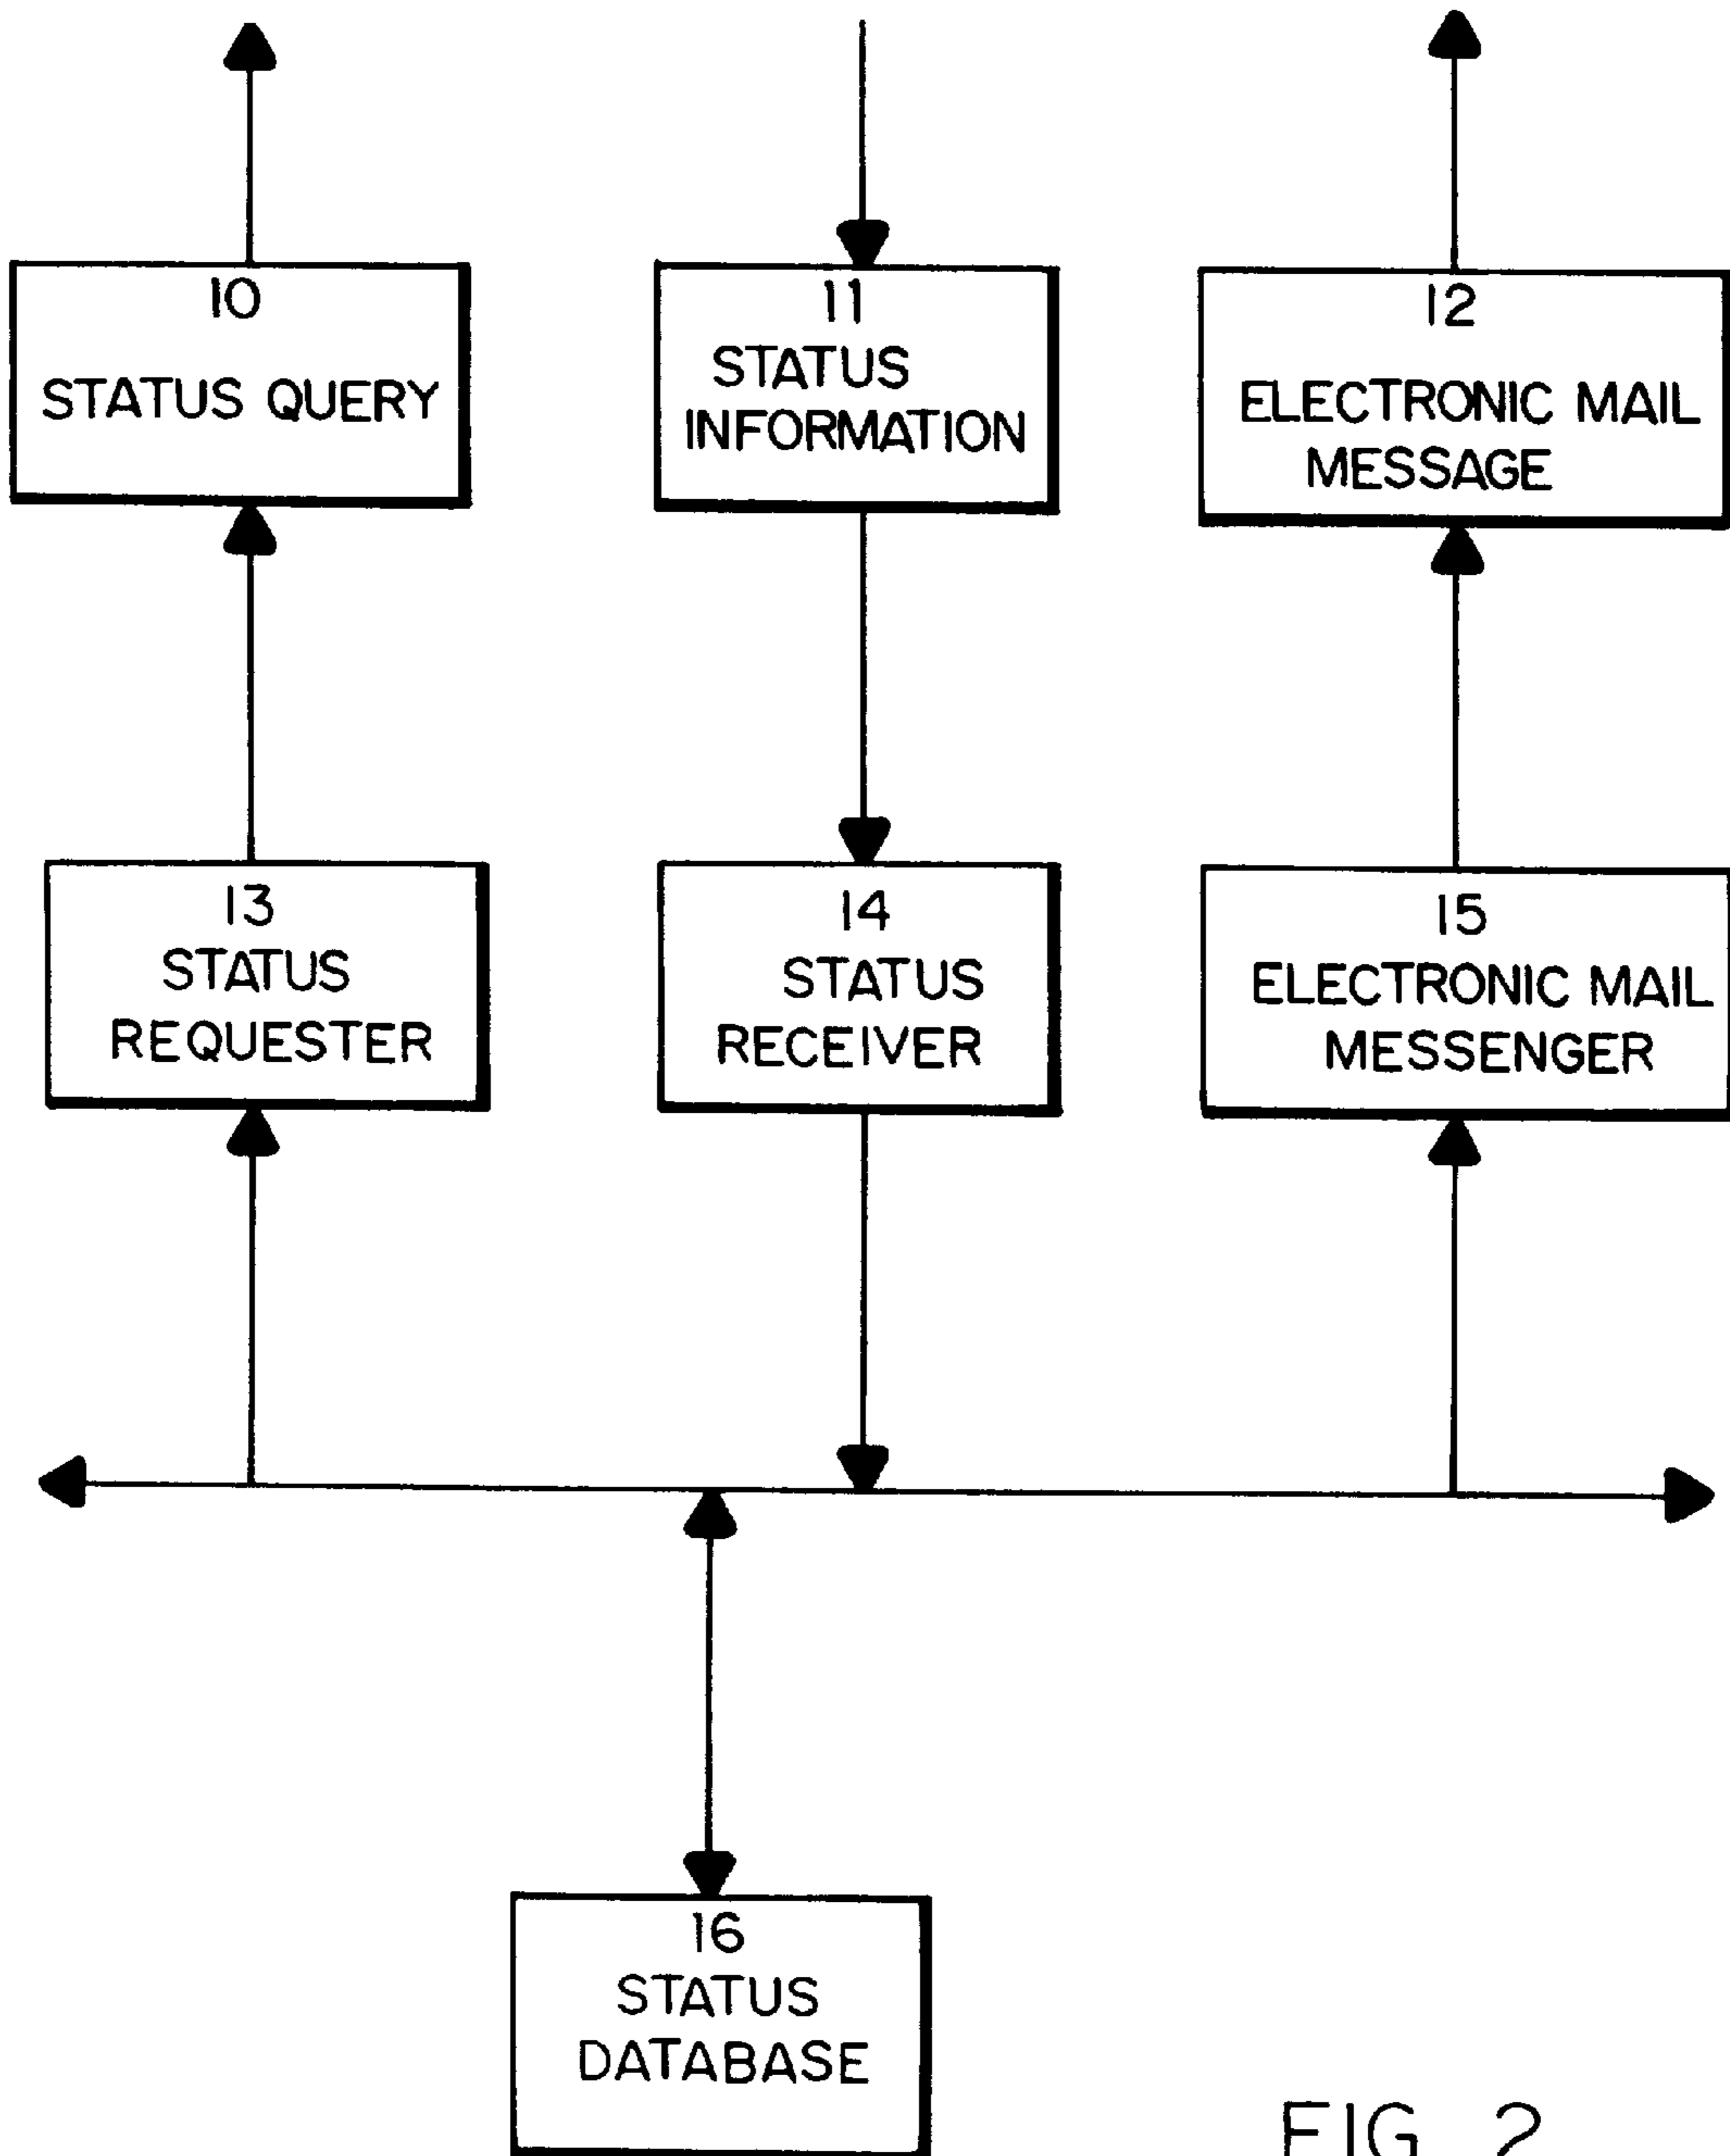 10
STATUS QUERY
11
STATUS
INFORMATION
12
ELECTRONIC MAIL
MESSAGE
13
STATUS
REQUESTER
14
STATUS
RECEIVER
15
ELECTRONIC MAIL
MESSENGER
16
STATUS
DATABASE
FIG. 2